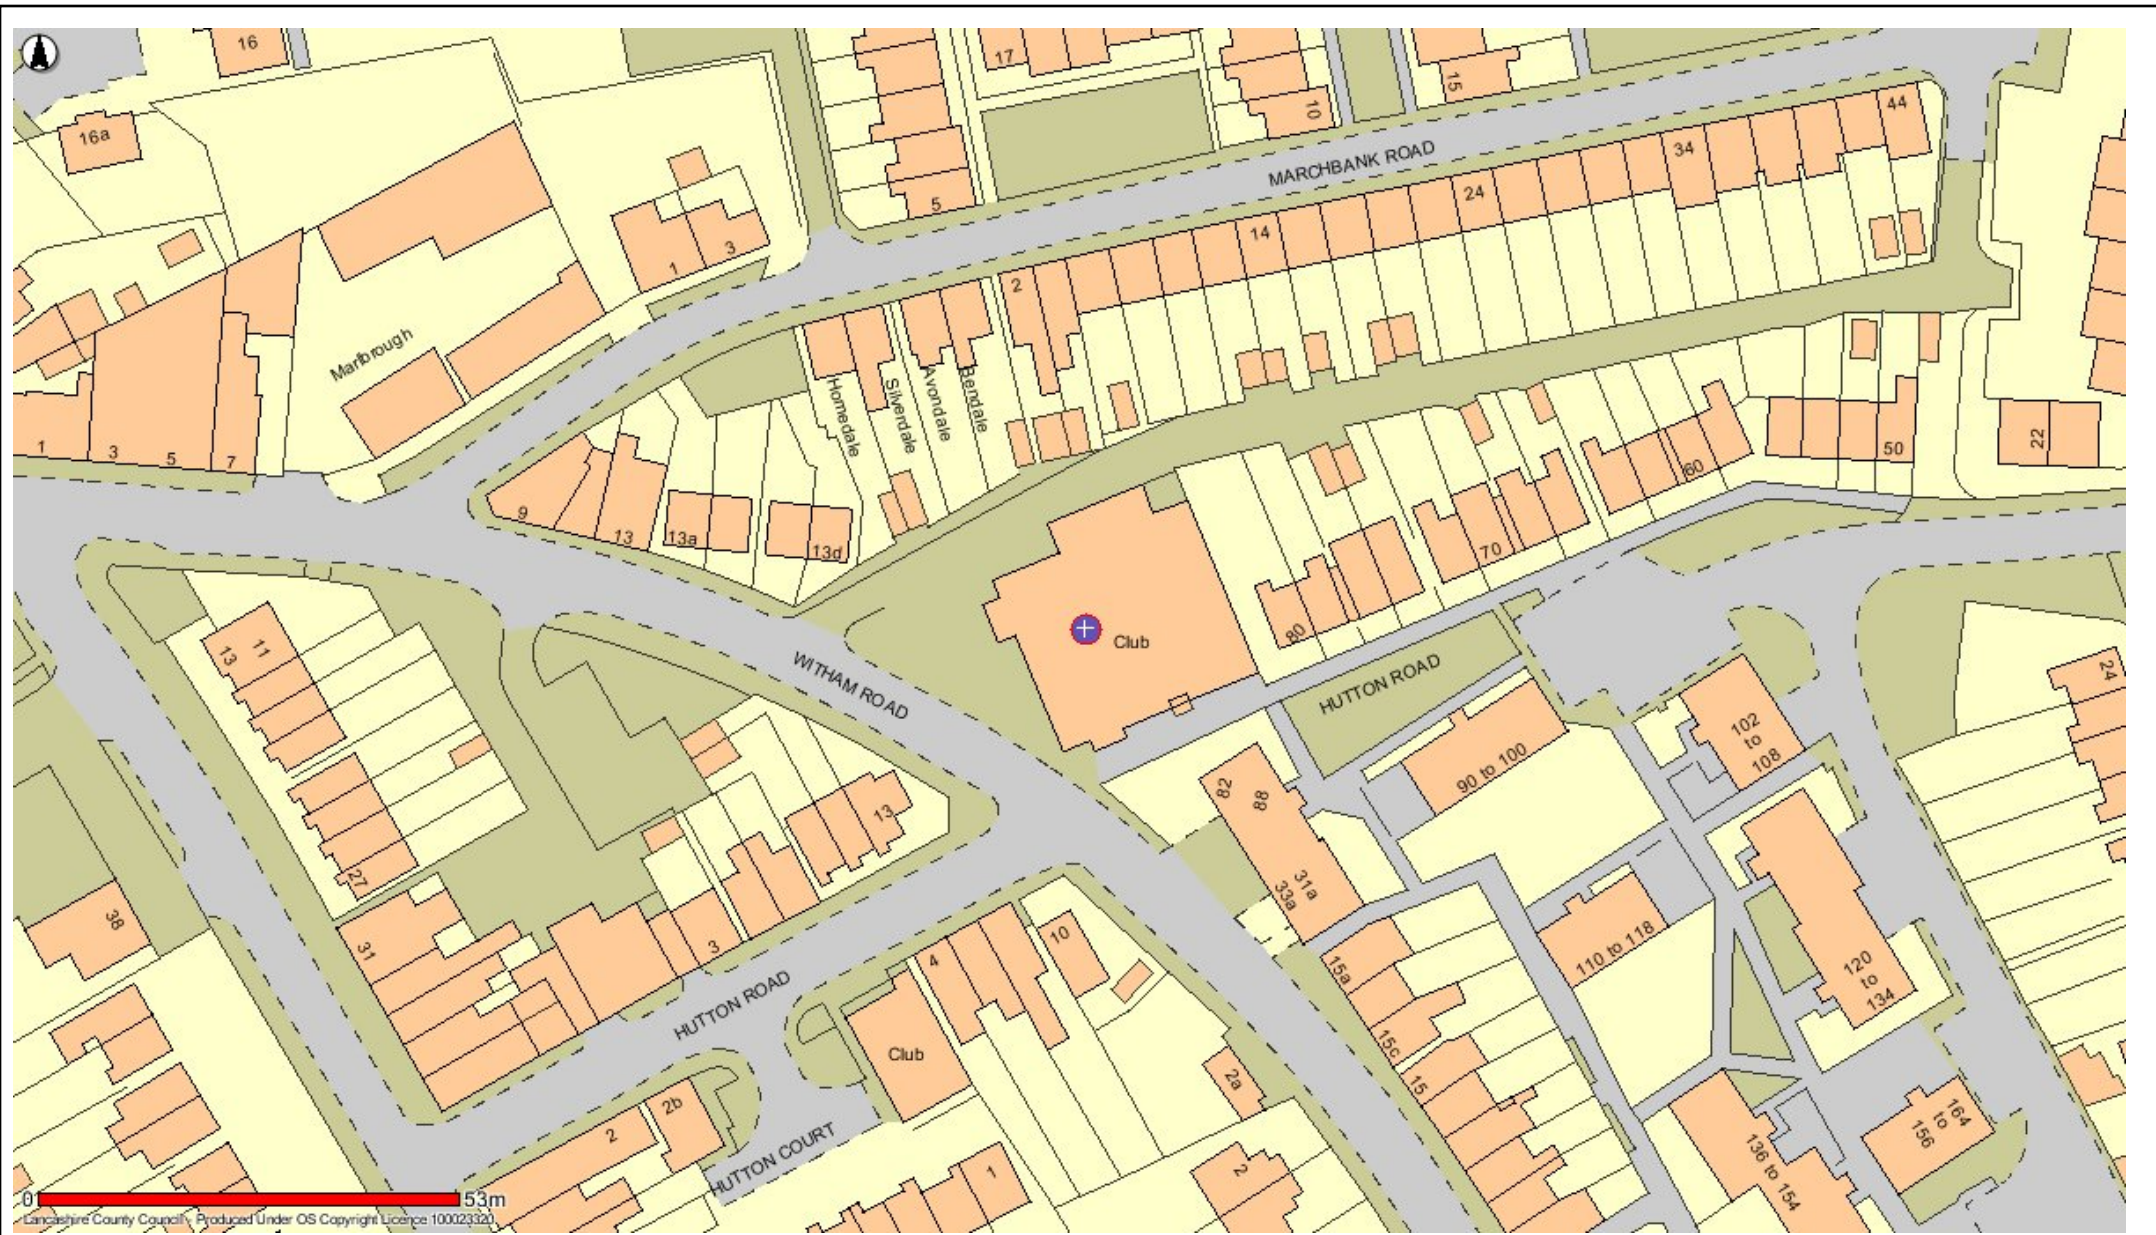 16
17
15
10
44
16a
MARCHBANK ROAD
34
24
5
14
3
1
2
Marlbrough
Homedale
Silverdale
Avondale
Bendale
1
3
5
7
9
13
13a
13d
50
22
60
70
80
Club
11
13
WITHAM ROAD
HUTTON ROAD
24
102
to
108
90 to 100
82
88
13
27
31a
33a
38
31
3
4
10
15a
110 to 118
120
to
134
HUTTON ROAD
Club
15c
15
2a
2b
2
HUTTON COURT
1
2
136 to 154
156
to
164
0
53m
Lancashire County Council - Produced Under OS Copyright Licence 100023320